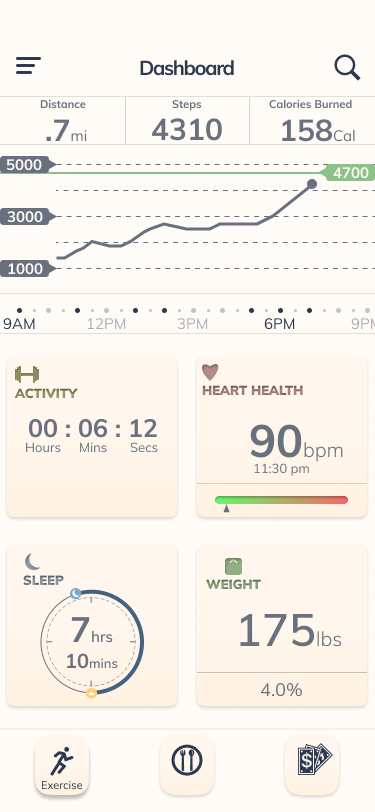 Dashboard
Distance Steps Calories Burned
.7mi 4310 158Cal
5000
4700
3000
1000
9AM 12PM 3PM 6PM 9PM
ACTIVITY
00 : 06 : 12
Hours Mins Secs
HEART HEALTH
90bpm
11:30 pm
SLEEP
7hrs
10mins
WEIGHT
175lbs
4.0%
$
Exercise